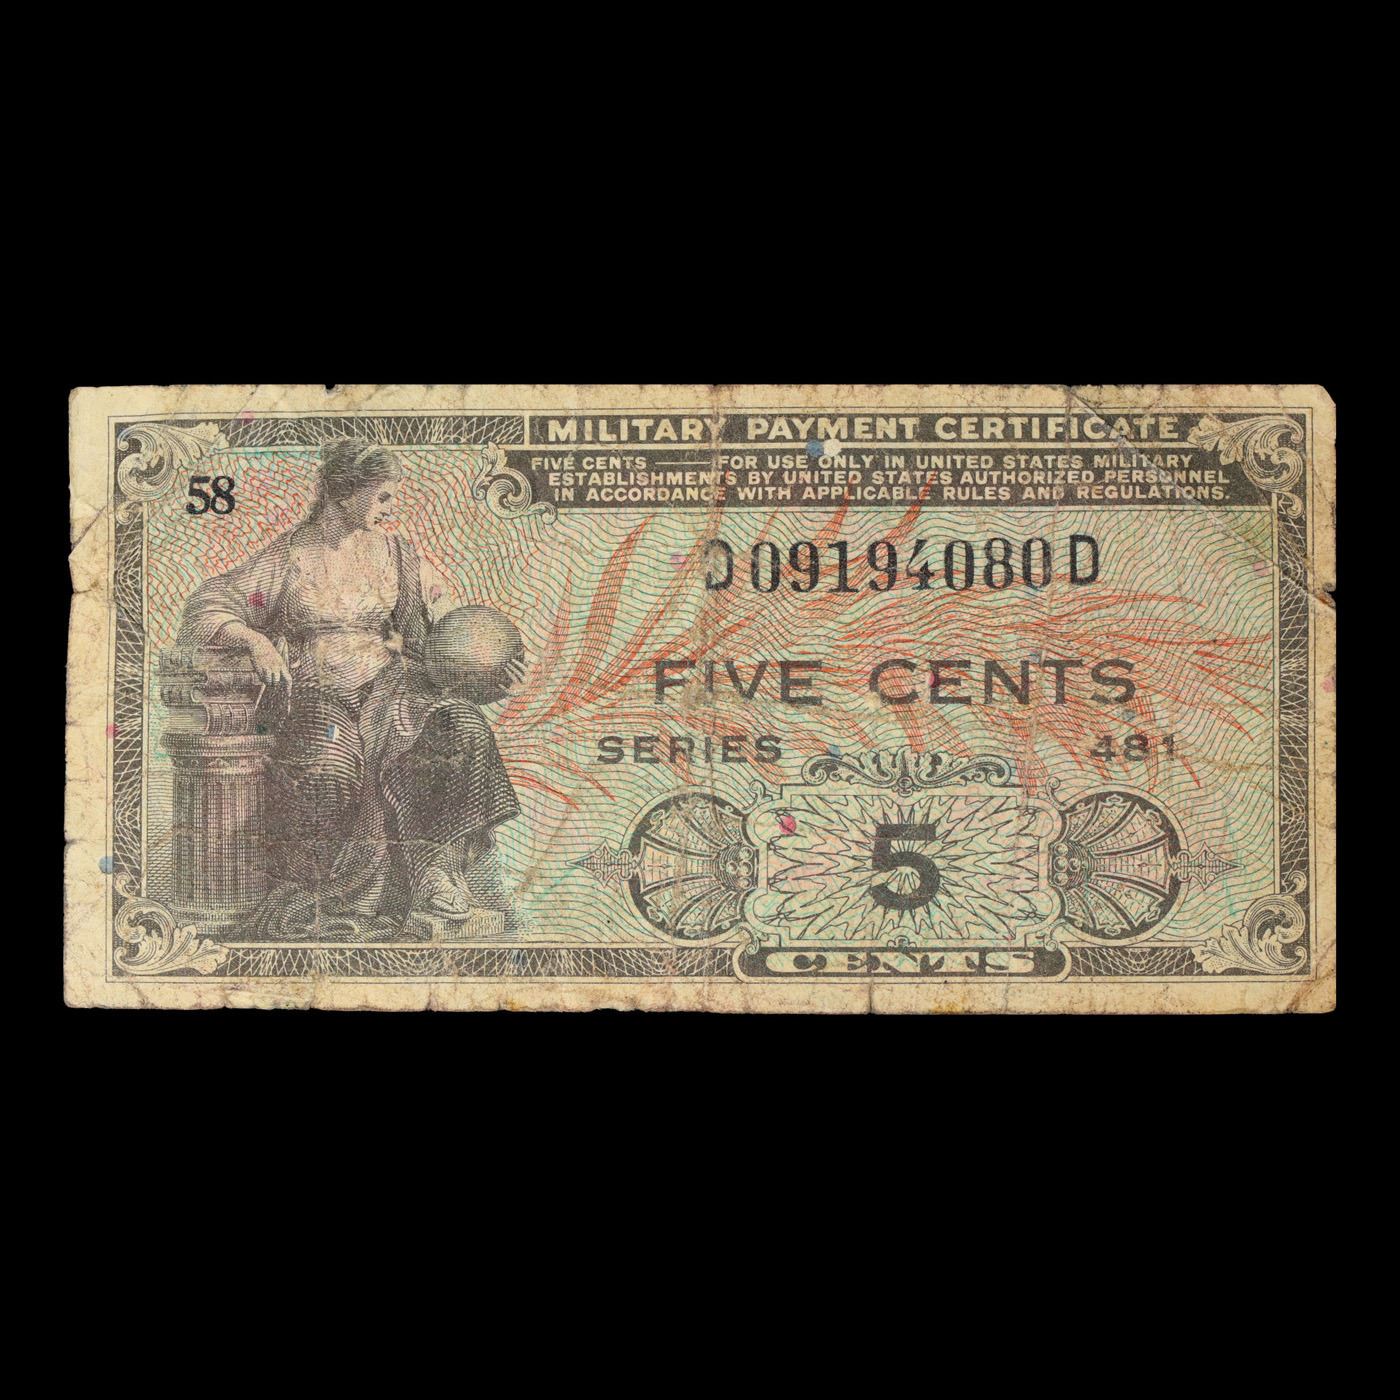 MILITARY PAYMENT CERTIFICATE
FIVE CENTS — FOR USE ONLY IN UNITED STATES MILITARY
ESTABLISHMENTS BY UNITED STATES AUTHORIZED PERSONNEL
IN ACCORDANCE WITH APPLICABLE RULES AND REGULATIONS.
58
D09194080D
FIVE CENTS
SERIES 481
5
CENTS